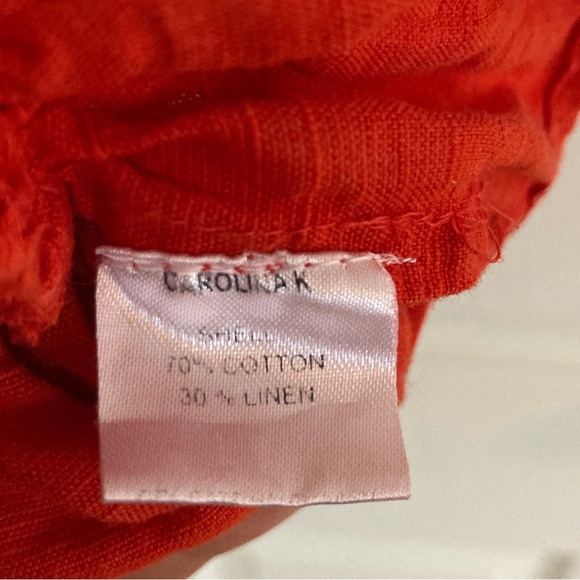 CAROLINA K
SHELL
70% COTTON
30% LINEN